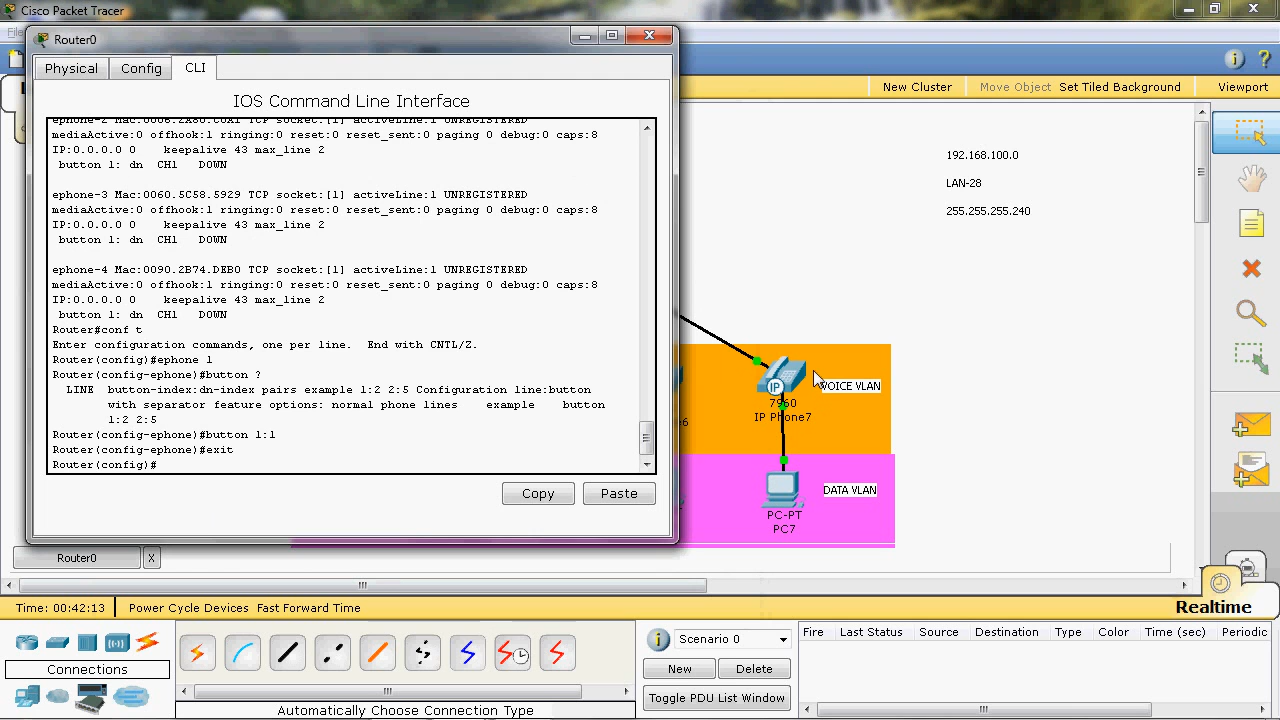 Cisco Packet Tracer
Router0
Physical
Config
CLI
IOS Command Line Interface
mediaActive:0 offhook:1 ringing:0 reset:0 reset_sent:0 paging 0 debug:0 caps:8
IP:0.0.0.0 0    keepalive 43 max_line 2
button 1: dn  CH1   DOWN
ephone-3 Mac:0060.5C58.5929 TCP socket:[1] activeLine:1 UNREGISTERED
mediaActive:0 offhook:1 ringing:0 reset:0 reset_sent:0 paging 0 debug:0 caps:8
IP:0.0.0.0 0    keepalive 43 max_line 2
button 1: dn  CH1   DOWN
ephone-4 Mac:0090.2B74.DEB0 TCP socket:[1] activeLine:1 UNREGISTERED
mediaActive:0 offhook:1 ringing:0 reset:0 reset_sent:0 paging 0 debug:0 caps:8
IP:0.0.0.0 0    keepalive 43 max_line 2
button 1: dn  CH1   DOWN
Router#conf t
Enter configuration commands, one per line.  End with CNTL/Z.
Router(config)#ephone 1
Router(config-ephone)#button ?
LINE  button-index:dn-index pairs example 1:2 2:5 Configuration line:button
with separator feature options: nrmal phone lines    example    button
1:2 2:5
Router(config-ephone)#button 1:1
Router(config-ephone)#exit
Router(config)#
Copy
Paste
Router0
X
New Cluster
Move Object
Set Tiled Background
Viewport
192.168.100.0
LAN-28
255.255.255.240
IP
VOICE VLAN
7960
IP Phone7
DATA VLAN
PC-PT
PC7
Time: 00:42:13
Power Cycle Devices
Fast Forward Time
Realtime
Connections
Automatically Choose Connection Type
Scenario 0
New
Delete
Toggle PDU List Window
Fire
Last Status
Source
Destination
Type
Color
Time (sec)
Periodic